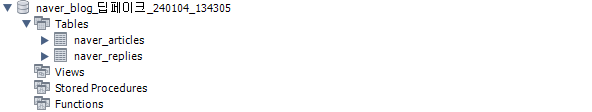 naver_blog_딥페이크_240104_134305
Tables
naver_articles
naver_replies
Views
Stored Procedures
Functions